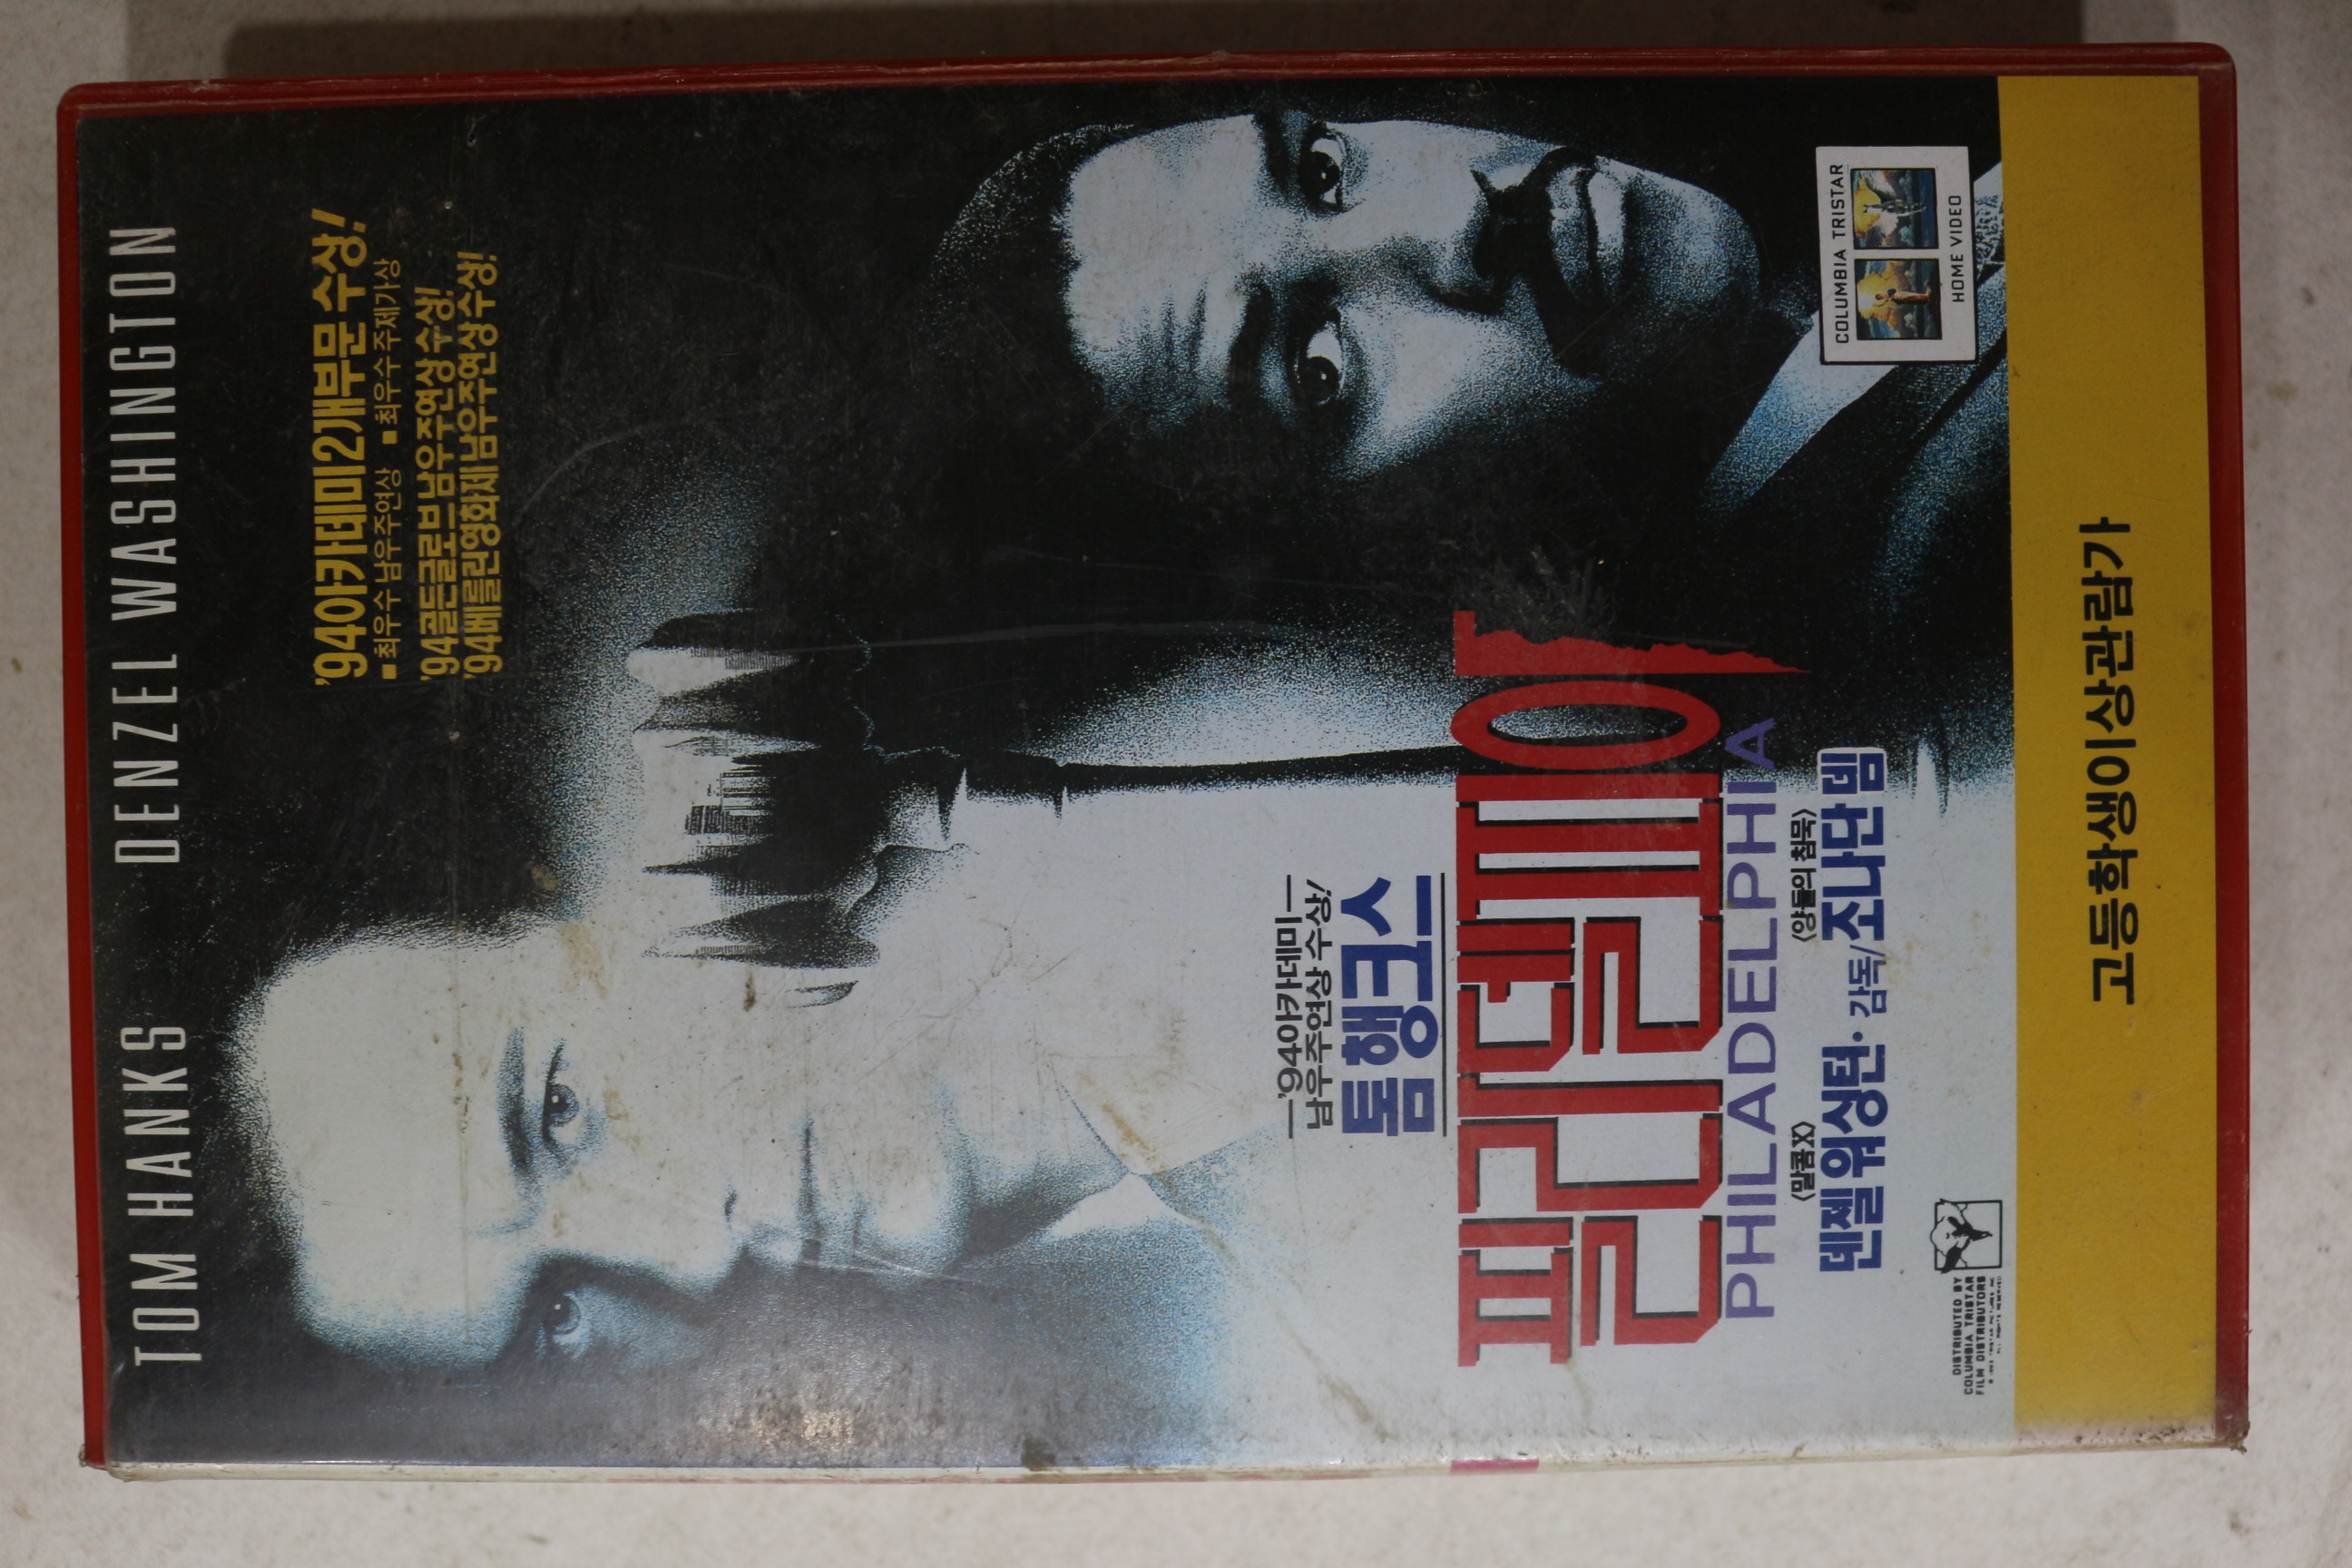 TOM HANKS DENZEL WASHINGTON
'94아카데미2개부문 수상!
■최우수 남우주연상 ■최우수 주제가상
'94골든글로브 남우주연상 수상!
'94베를린영화제 남우주연상 수상!
'94아카데미
남우주연상 수상!
톰 행크스
필라델피아
PHILADELPHIA
<말콤X>
덴젤 워싱턴·
<양들의 침묵>
감독/조나단 뎀
COLUMBIA TRISTAR
HOME VIDEO
DISTRIBUTED BY
COLUMBIA TRISTAR
FILM DISTRIBUTORS
고등학생이상관람가